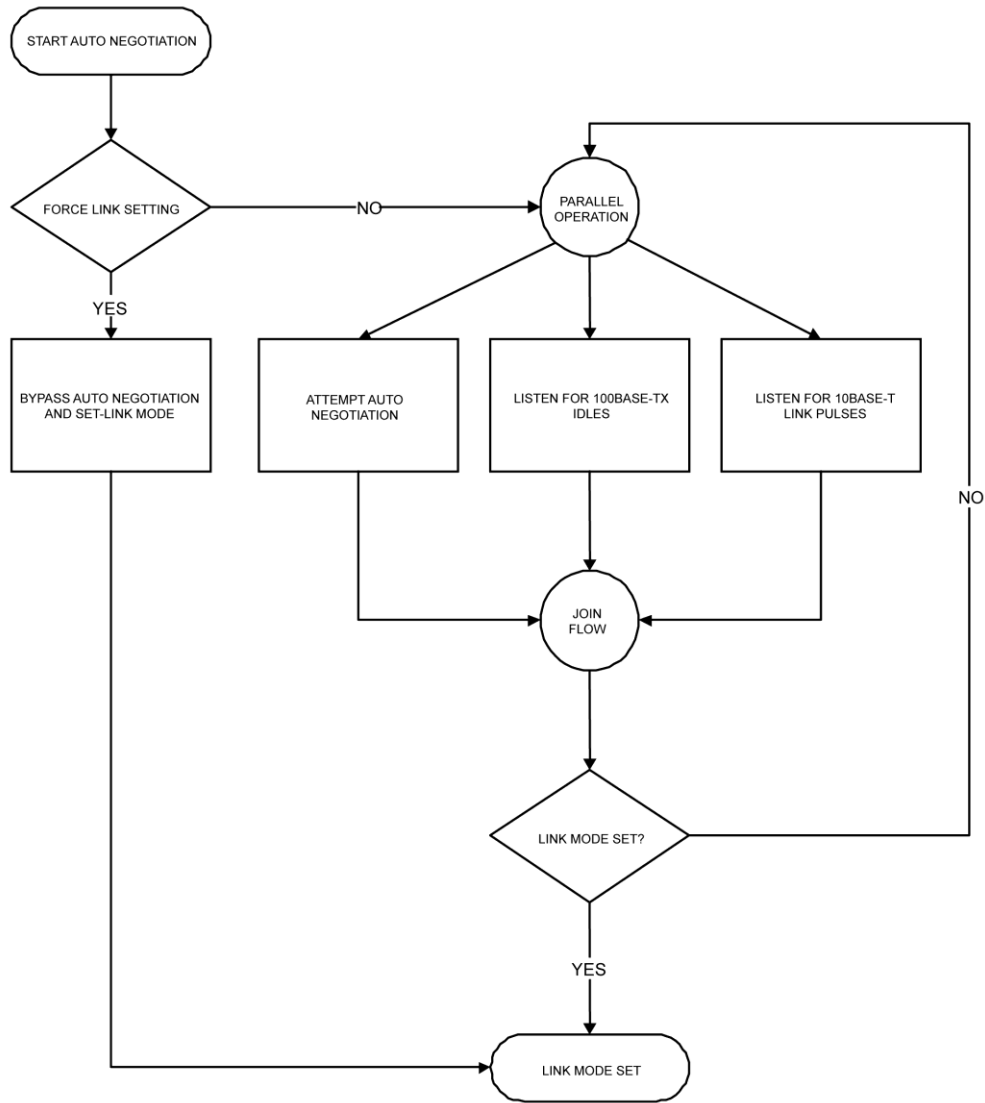 START AUTO NEGOTIATION
FORCE LINK SETTING
NO
PARALLEL
OPERATION
YES
BYPASS AUTO NEGOTIATION
AND SET-LINK MODE
ATTEMPT AUTO
NEGOTIATION
LISTEN FOR 100BASE-TX
IDLES
LISTEN FOR 10BASE-T
LINK PULSES
NO
JOIN
FLOW
LINK MODE SET?
YES
LINK MODE SET